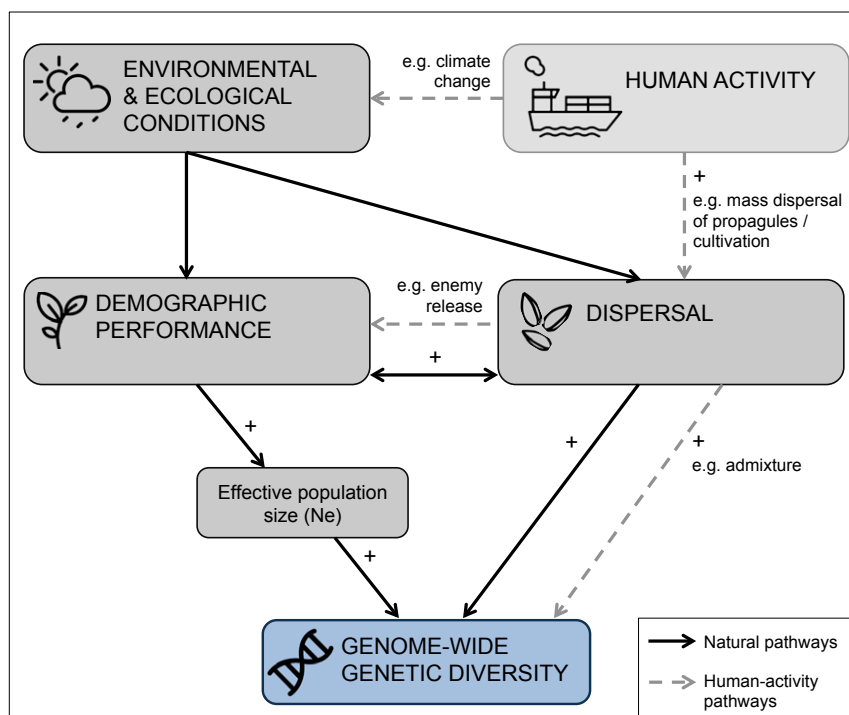 ENVIRONMENTAL
& ECOLOGICAL
CONDITIONS
e.g. climate
change
HUMAN ACTIVITY
+
e.g. mass dispersal
of propagules /
cultivation
DEMOGRAPHIC
PERFORMANCE
e.g. enemy
release
DISPERSAL
+
+
+
+
e.g. admixture
Effective population
size (Ne)
+
GENOME-WIDE
GENETIC DIVERSITY
Natural pathways
Human-activity
pathways